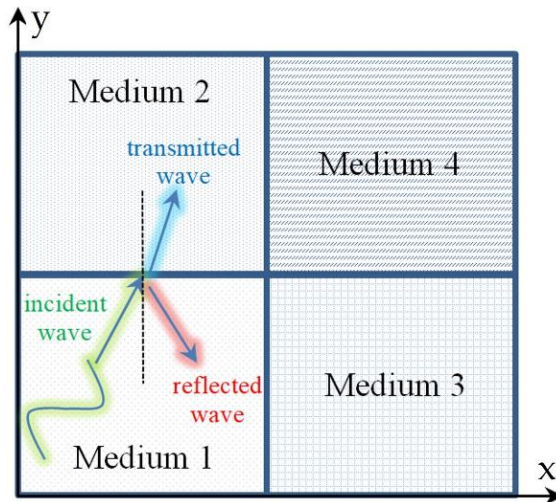 y
Medium 2
transmitted
wave
Medium 4
incident
wave
reflected
wave
Medium 3
Medium 1
x